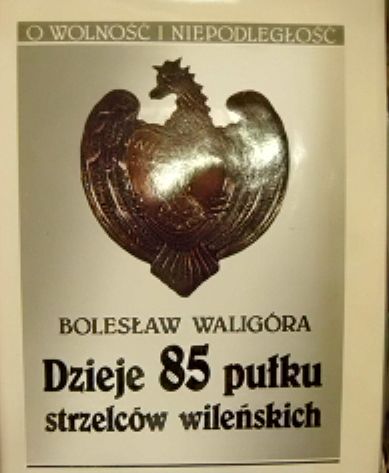 O WOLNOŚĆ I NIEPODLEGŁOŚĆ
BOLESŁAW WALIGÓRA
Dzieje 85 pułku
strzelców wileńskich